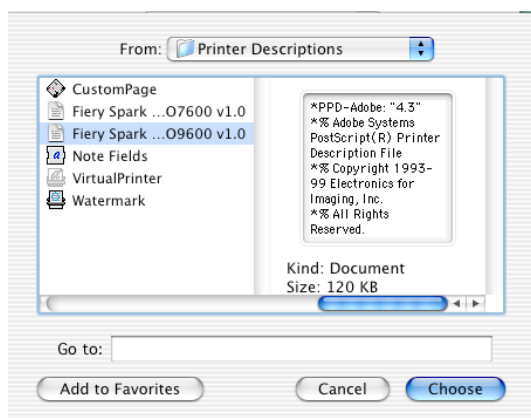 From: Printer Descriptions
CustomPage
Fiery Spark ...O7600 v1.0
Fiery Spark ...O9600 v1.0
Note Fields
VirtualPrinter
Watermark
*PPD-Adobe: "4.3"
*% Adobe Systems
PostScript(R) Printer
Description File
*% Copyright 1993-
99 Electronics for
Imaging, Inc.
*% All Rights
Reserved.
Kind: Document
Size: 120 KB
Go to:
Add to Favorites
Cancel
Choose